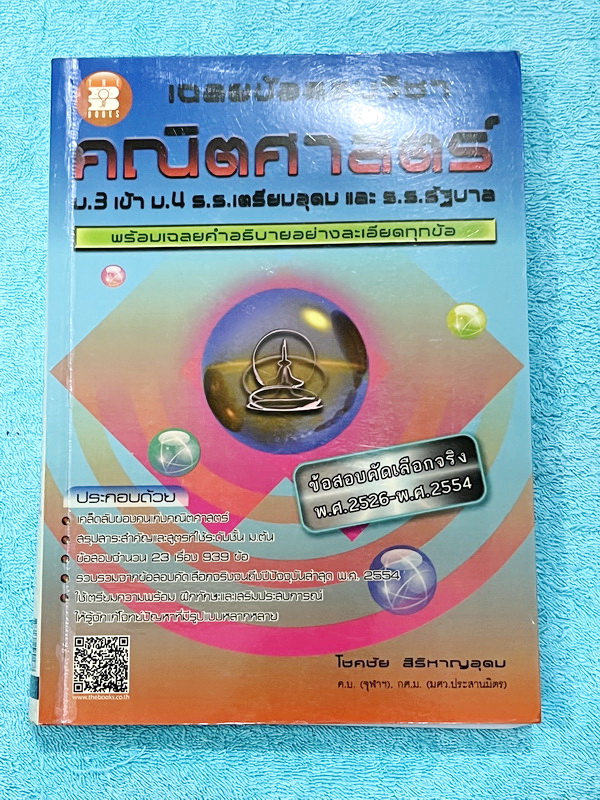 THE
BOOKS
เฉลยข้อสอบวิชา
คณิตศาสตร์
ม.3 เข้า ม.4 ร.ร.เตรียมอุดม และ ร.ร.รัฐบาล
พร้อมเฉลยคำอธิบายอย่างละเอียดทุกข้อ
ข้อสอบคัดเลือกจริง
พ.ศ.2526-พ.ศ.2554
ประกอบด้วย
เคล็ดลับของคนเก่งคณิตศาสตร์
สรุปสาระสำคัญและสูตรที่ใช้ระดับชั้น ม.ต้น
ข้อสอบจำนวน 23 เรื่อง 939 ข้อ
รวบรวมจากข้อสอบคัดเลือกจริงจนถึงปีปัจจุบันล่าสุด พ.ศ. 2554
ใช้เตรียมความพร้อม ฝึกทักษะและเสริมประสบการณ์
ให้รู้จักแก้โจทย์ปัญหาที่มีรูปแบบหลากหลาย
www.thebooks.co.th
โชคชัย สิริหาญอุดม
ค.บ. (จุฬาฯ), กศ.ม. (มศว.ประสานมิตร)